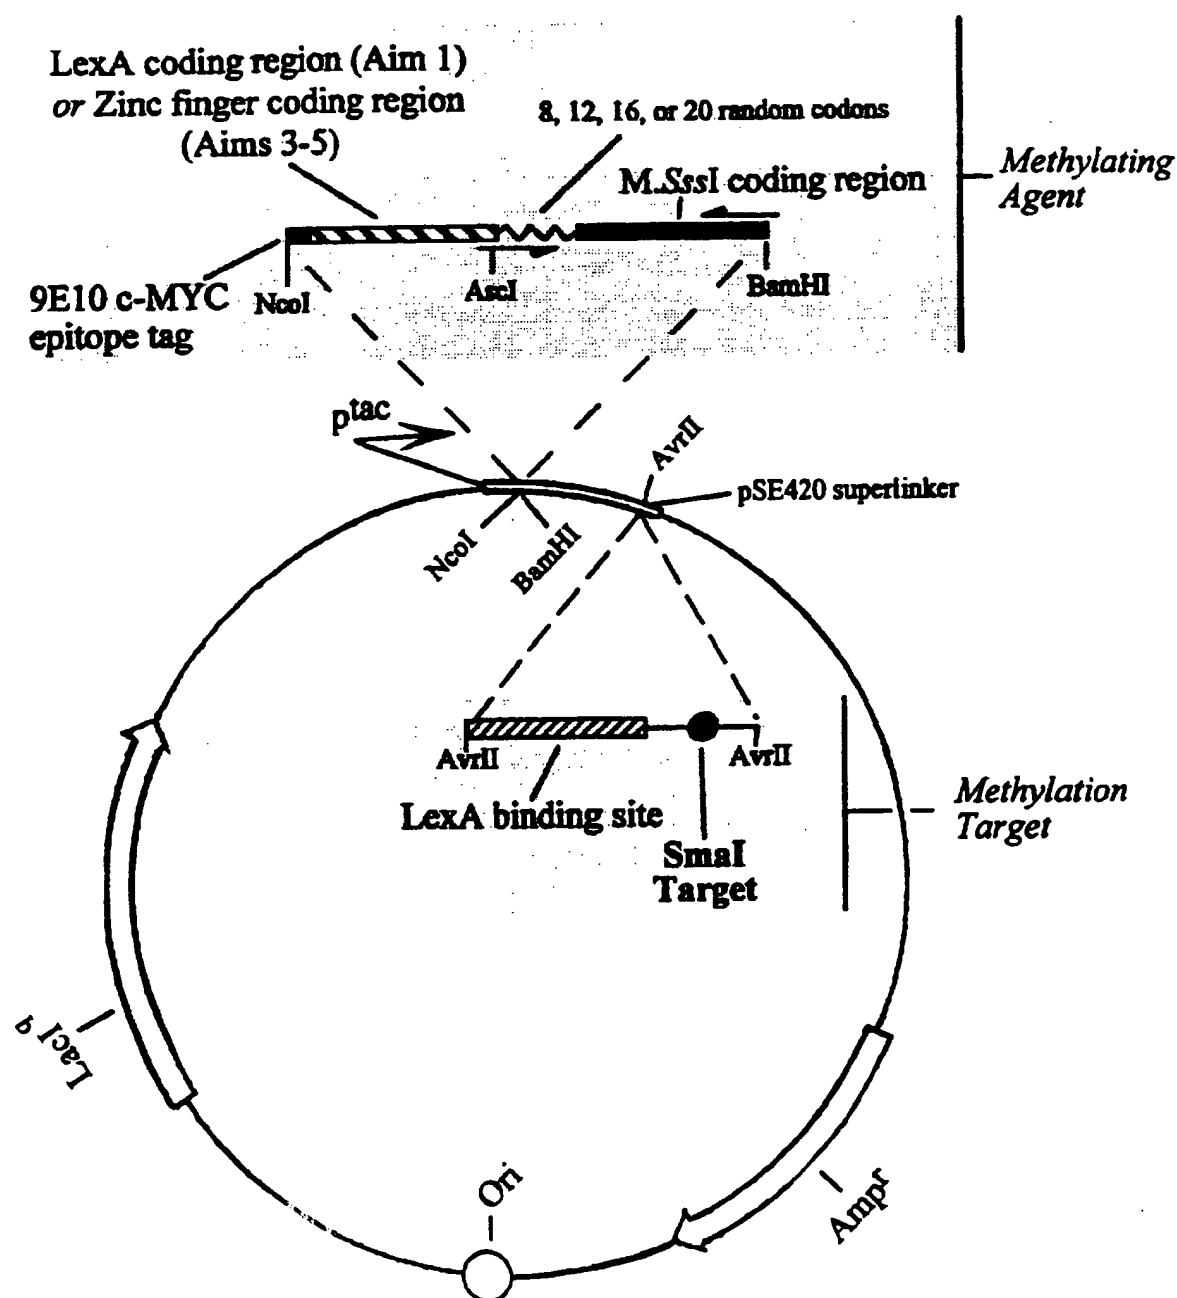 LexA coding region (Aim 1)
or Zinc finger coding region
(Aims 3-5)
8, 12, 16, or 20 random codons
M.SssI coding region
Methylating
Agent
9E10 c-MYC
epitope tag
NcoI
AscI
BamHI
ptac
AvrII
pSE420 superlinker
NcoI
BamHI
AvrII
AvrII
LexA binding site
SmaI
Target
Methylation
Target
LacI q
Ori
Ampr